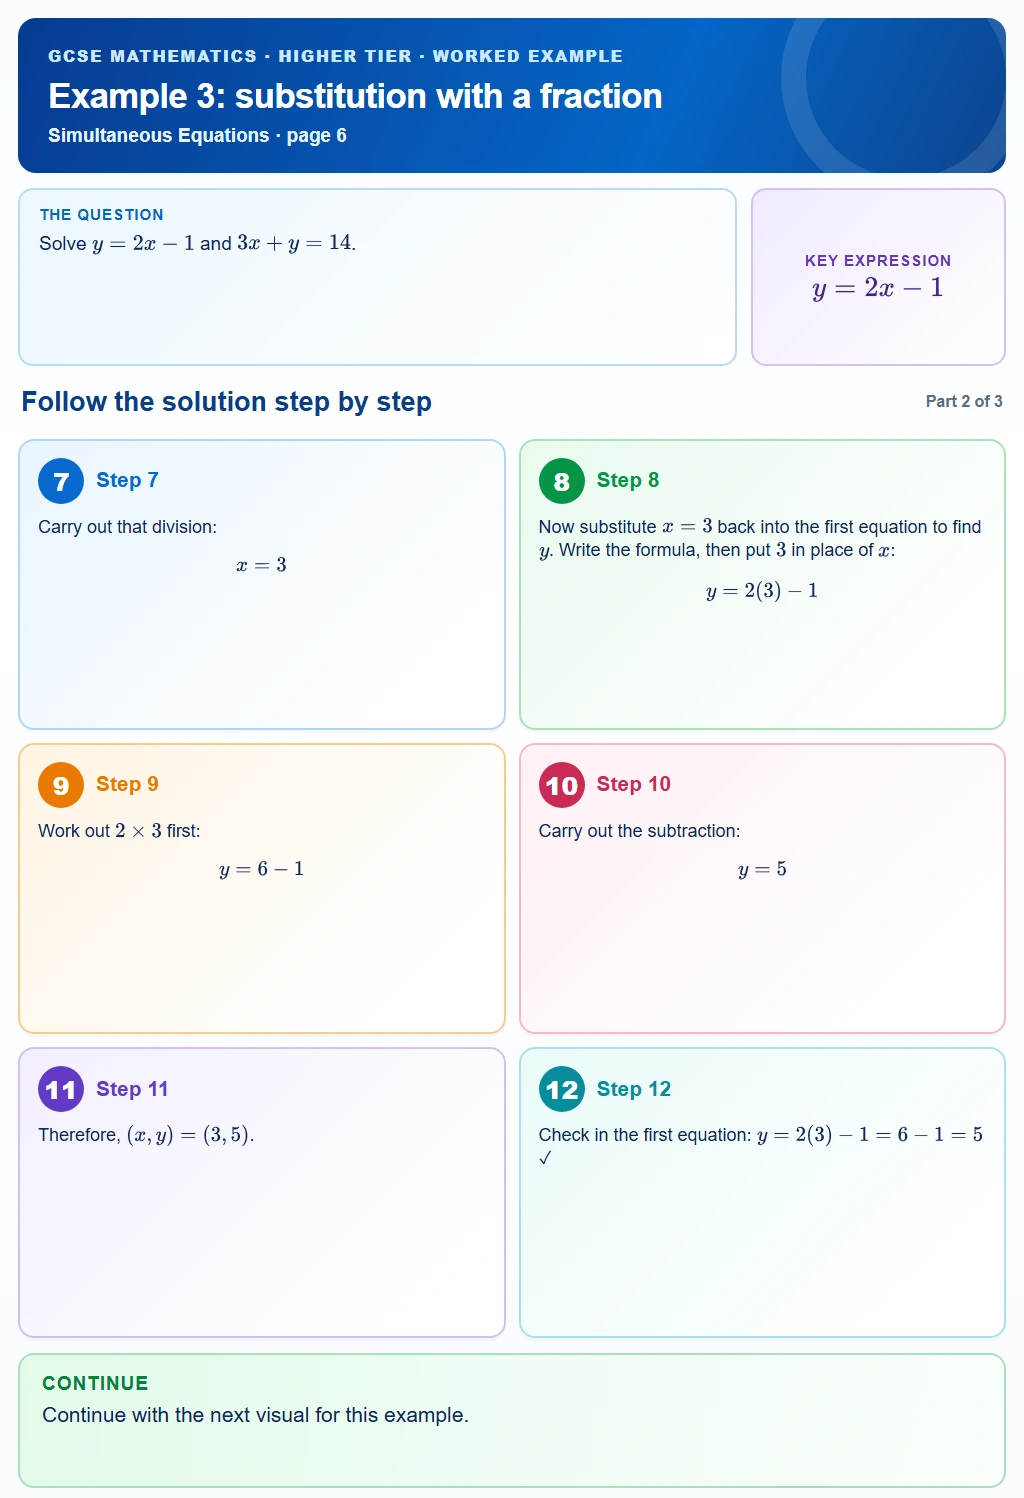 GCSE MATHEMATICS · HIGHER TIER · WORKED EXAMPLE
Example 3: substitution with a fraction
Simultaneous Equations · page 6
THE QUESTION
Solve y = 2x − 1 and 3x + y = 14.
KEY EXPRESSION
y = 2x − 1
Follow the solution step by step
Part 2 of 3
7 Step 7
Carry out that division:
x = 3
8 Step 8
Now substitute x = 3 back into the first equation to find
y. Write the formula, then put 3 in place of x:
y = 2(3) − 1
9 Step 9
Work out 2 × 3 first:
y = 6 − 1
10 Step 10
Carry out the subtraction:
y = 5
11 Step 11
Therefore, (x, y) = (3, 5).
12 Step 12
Check in the first equation: y = 2(3) − 1 = 6 − 1 = 5
✓
CONTINUE
Continue with the next visual for this example.